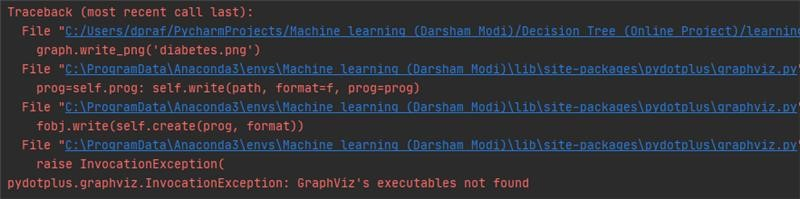 Traceback (most recent call last):
File "C:/Users/dpraf/PycharmProjects/Machine learning (Darsham Modi)/Decision Tree (Online Project)/learnin
graph.write_png('diabetes.png')
File "C:\ProgramData\Anaconda3\envs\Machine learning (Darsham Modi)\lib\site-packages\pydotplus\graphviz.py"
prog=self.prog: self.write(path, format=f, prog=prog)
File "C:\ProgramData\Anaconda3\envs\Machine learning (Darsham Modi)\lib\site-packages\pydotplus\graphviz.py"
fobj.write(self.create(prog, format))
File "C:\ProgramData\Anaconda3\envs\Machine learning (Darsham Modi)\lib\site-packages\pydotplus\graphviz.py"
raise InvocationException(
pydotplus.graphviz.InvocationException: GraphViz's executables not found